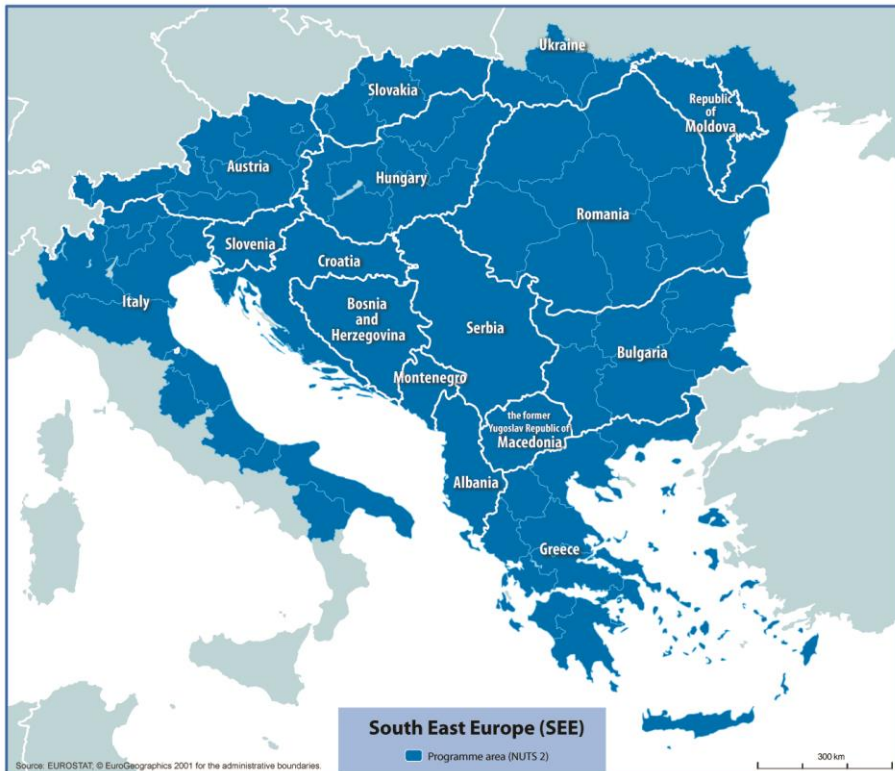 Ukraine
Slovakia
Republic
of
Moldova
Austria
Hungary
Romania
Slovenia
Croatia
Italy
Bosnia
and
Herzegovina
Serbia
Bulgaria
Montenegro
the former
Yugoslav Republic of
Macedonia
Albania
Greece
South East Europe (SEE)
Programme area (NUTS 2)
Source: EUROSTAT; © EuroGeographics 2001 for the administrative boundaries.
300 km